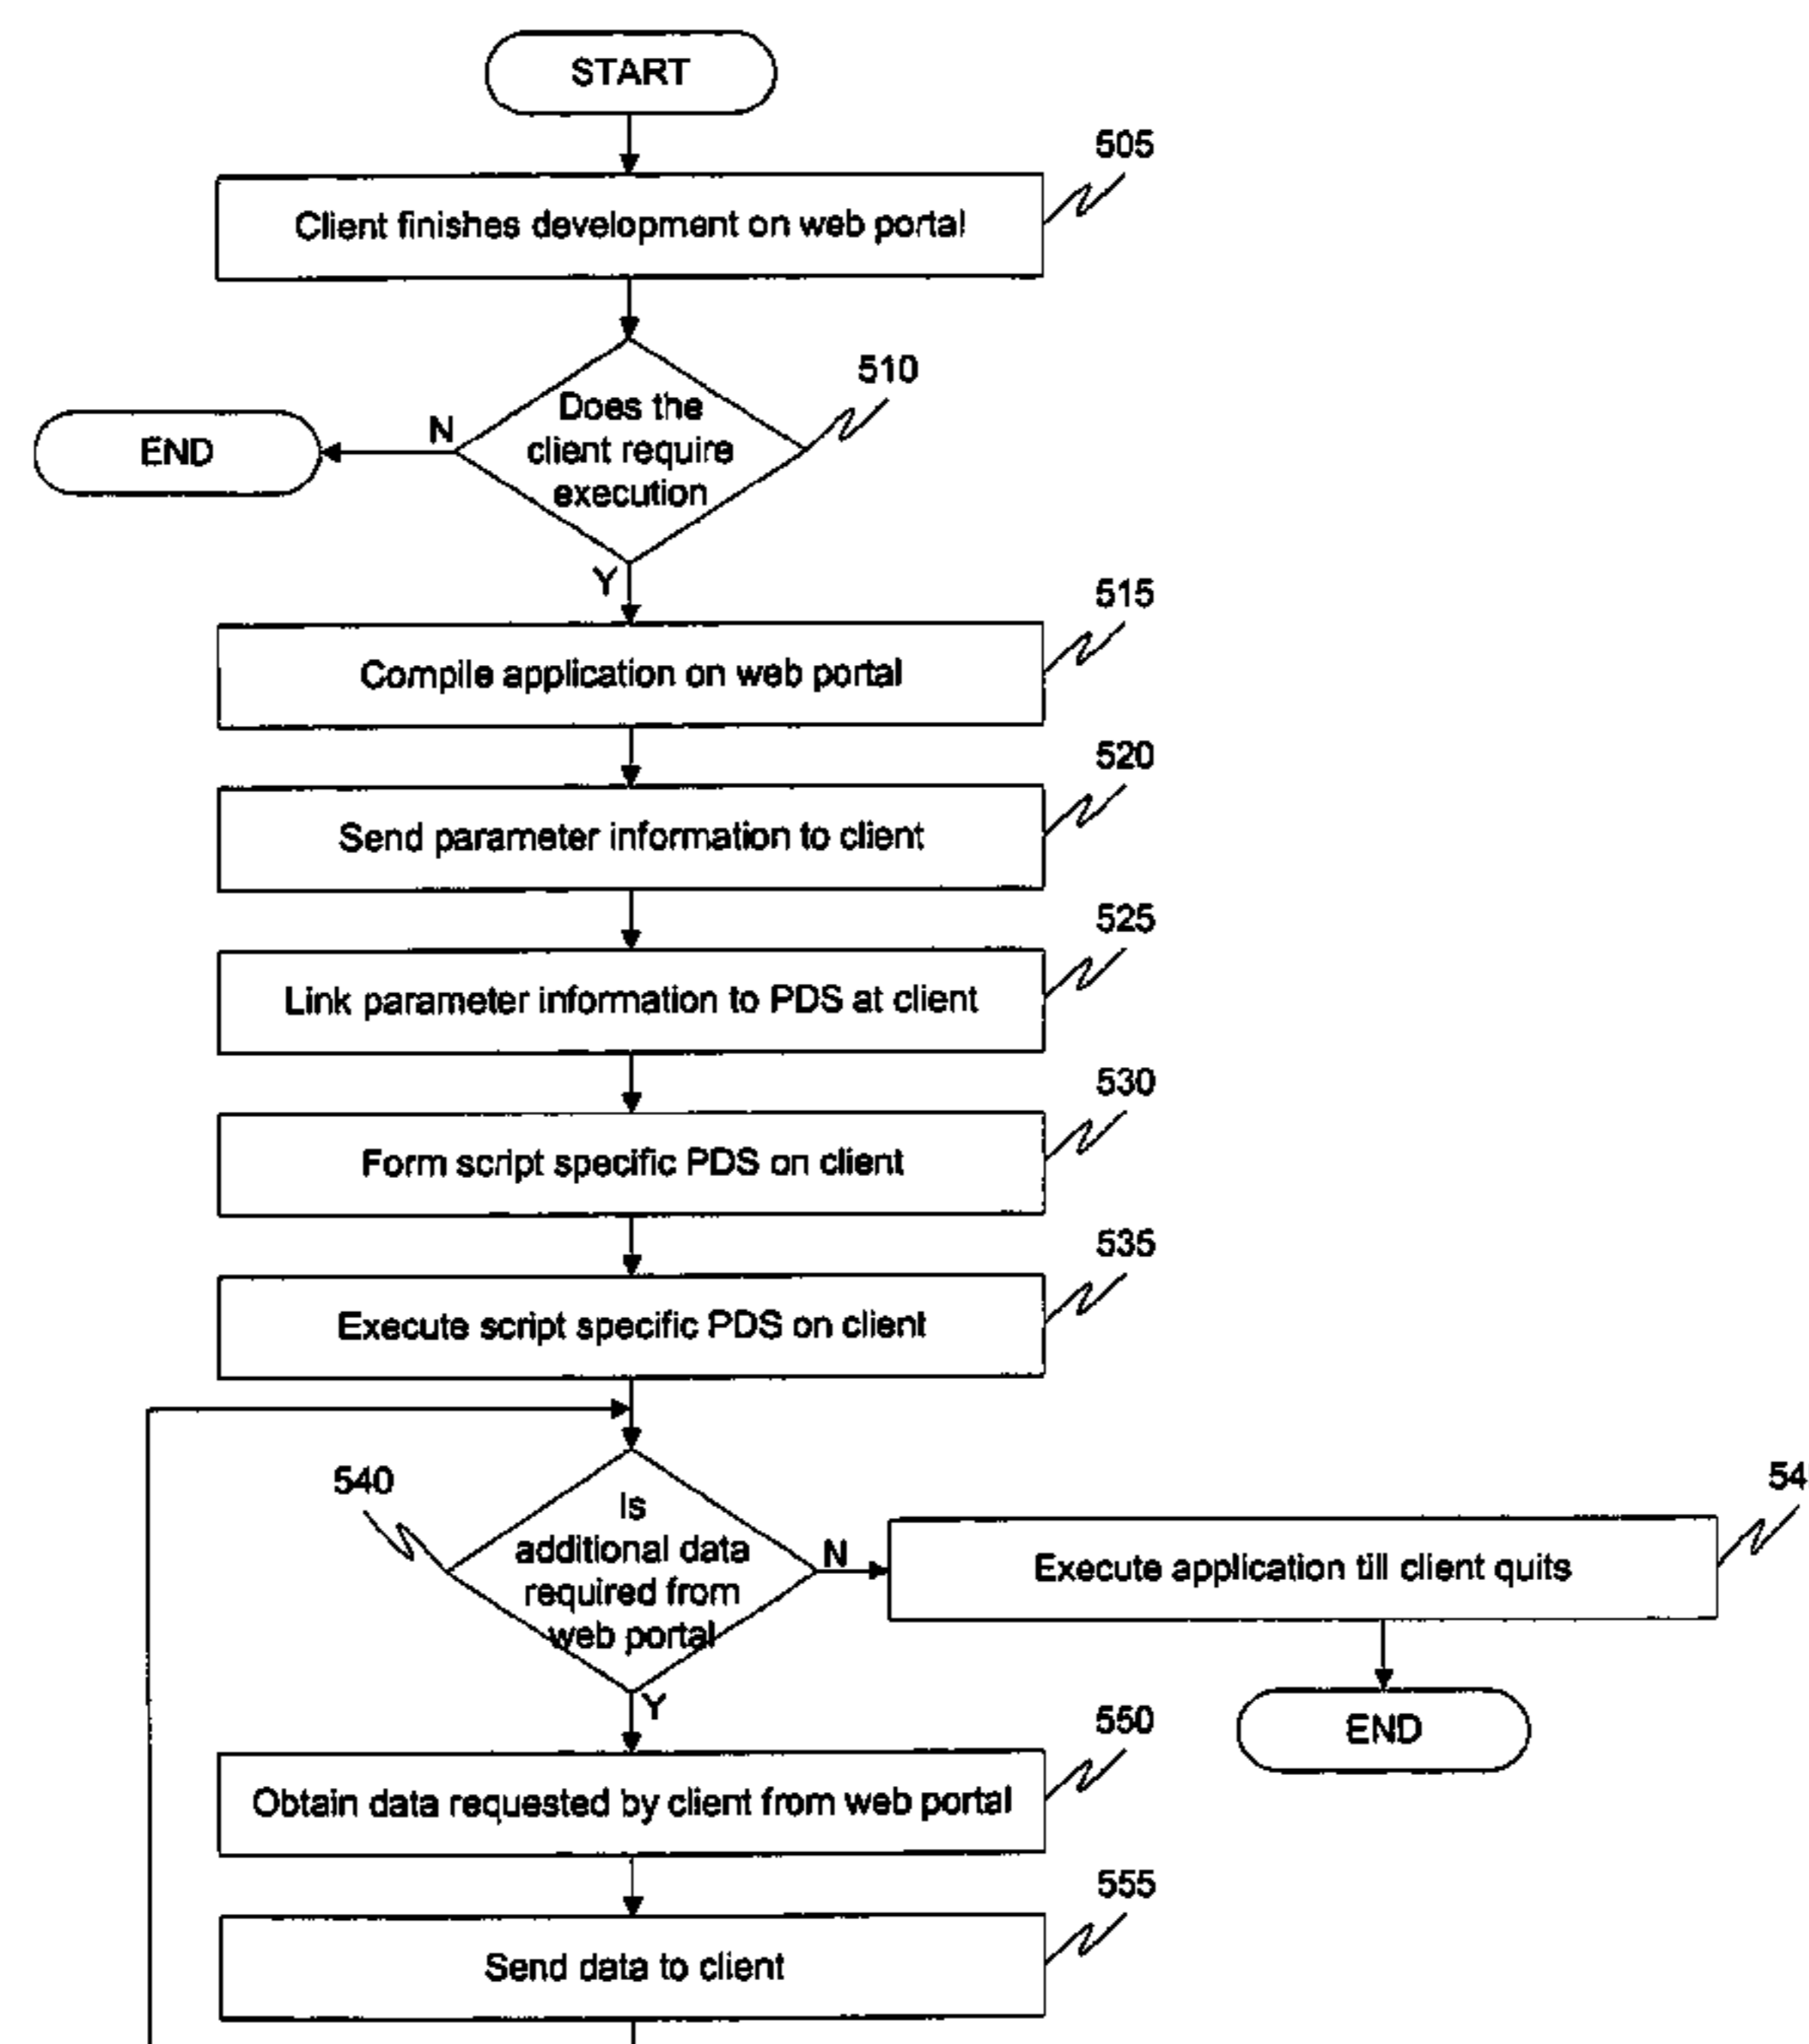 START
505
Client finishes development on web portal
510
Does the
client require
execution
N
END
Y
515
Compile application on web portal
520
Send parameter information to client
525
Link parameter information to PDS at client
530
Form script specific PDS on client
535
Execute script specific PDS on client
540
Is
additional data
required from
web portal
N
54
Execute application till client quits
END
Y
550
Obtain data requested by client from web portal
555
Send data to client